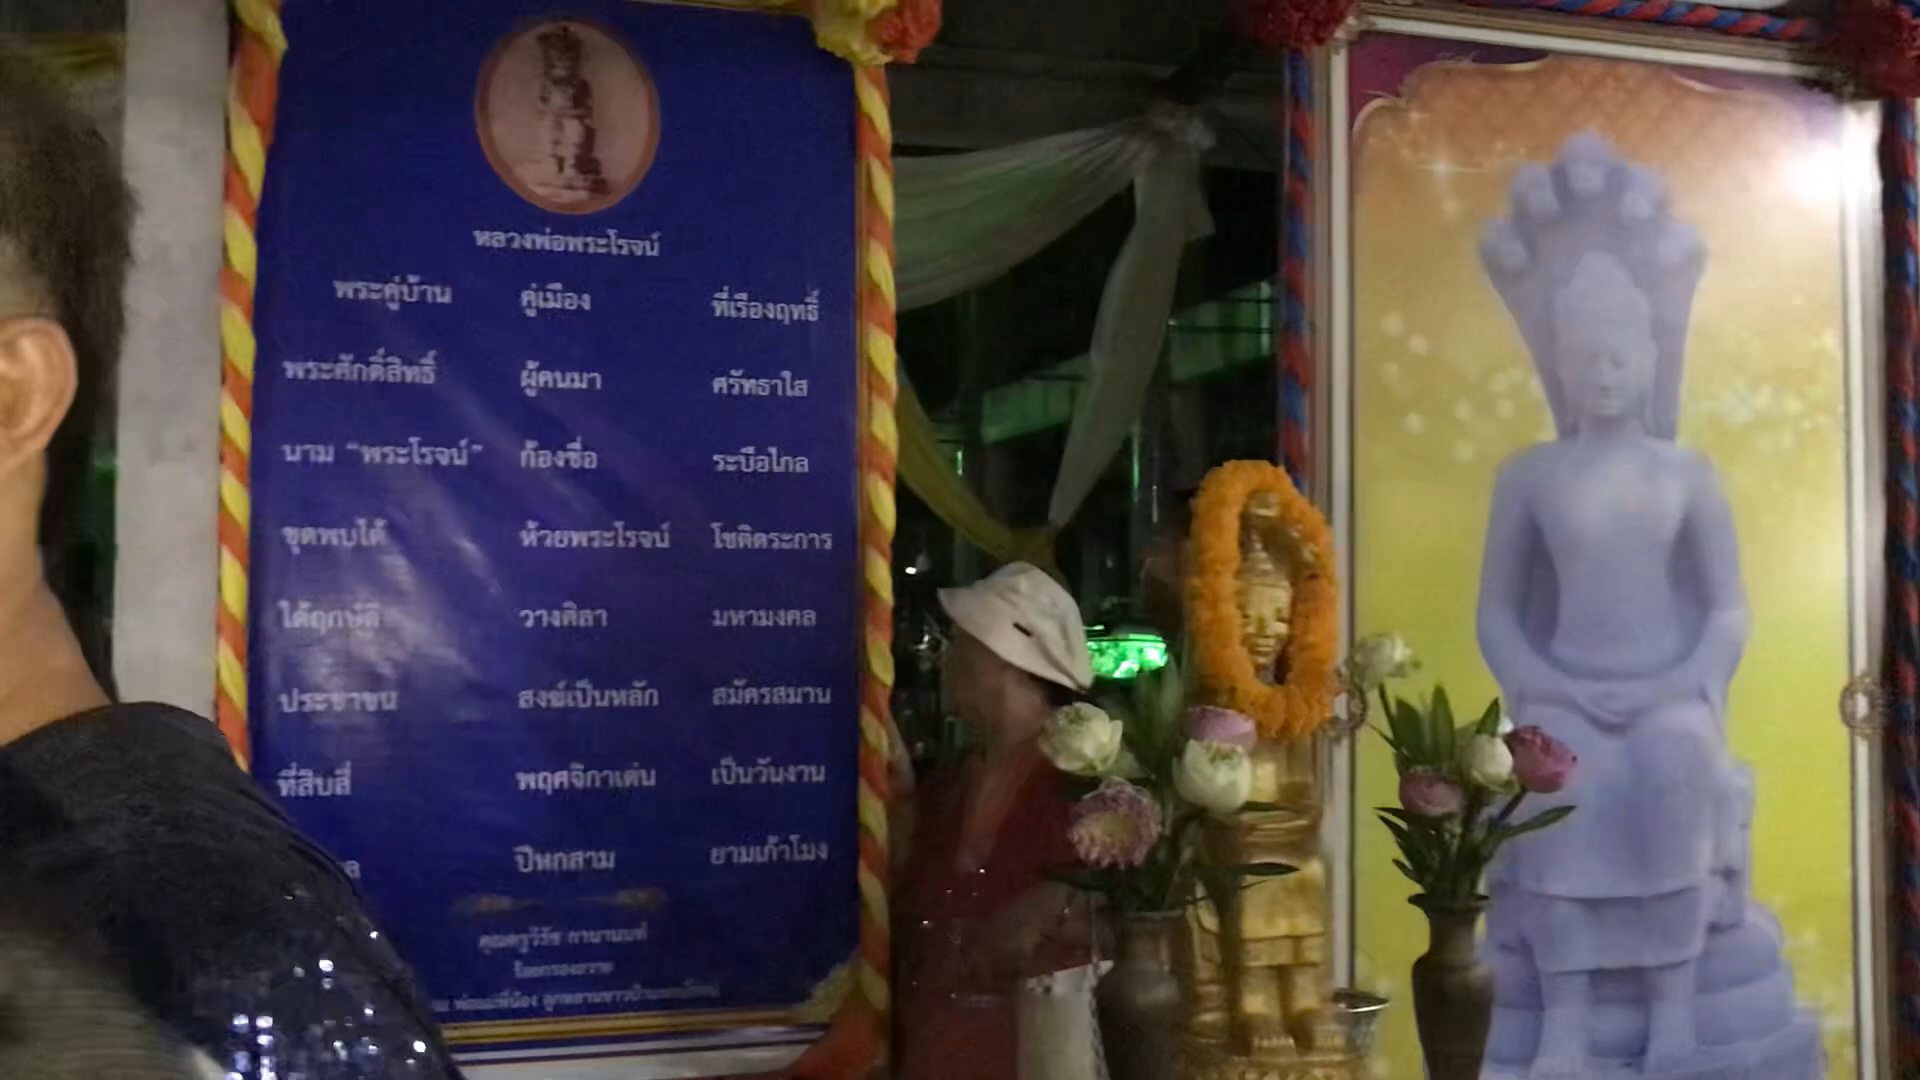 หลวงพ่อพระโรจน์
พระคู่บ้าน คู่เมือง ที่เรืองฤทธิ์
พระศักดิ์สิทธิ์ ผู้คนมา ศรัทธาใส
นาม “พระโรจน์” ก้องชื่อ ระบือไกล
ขุดพบได้ ห้วยพระโรจน์ โชติตระการ
ได้ฤกษ์ดี วางศิลา มหามงคล
ประชาชน สงฆ์เป็นหลัก สมัครสมาน
ที่สิบสี่ พฤศจิกาเด่น เป็นวันงาน
ปีหกสาม ยามเก้าโมง